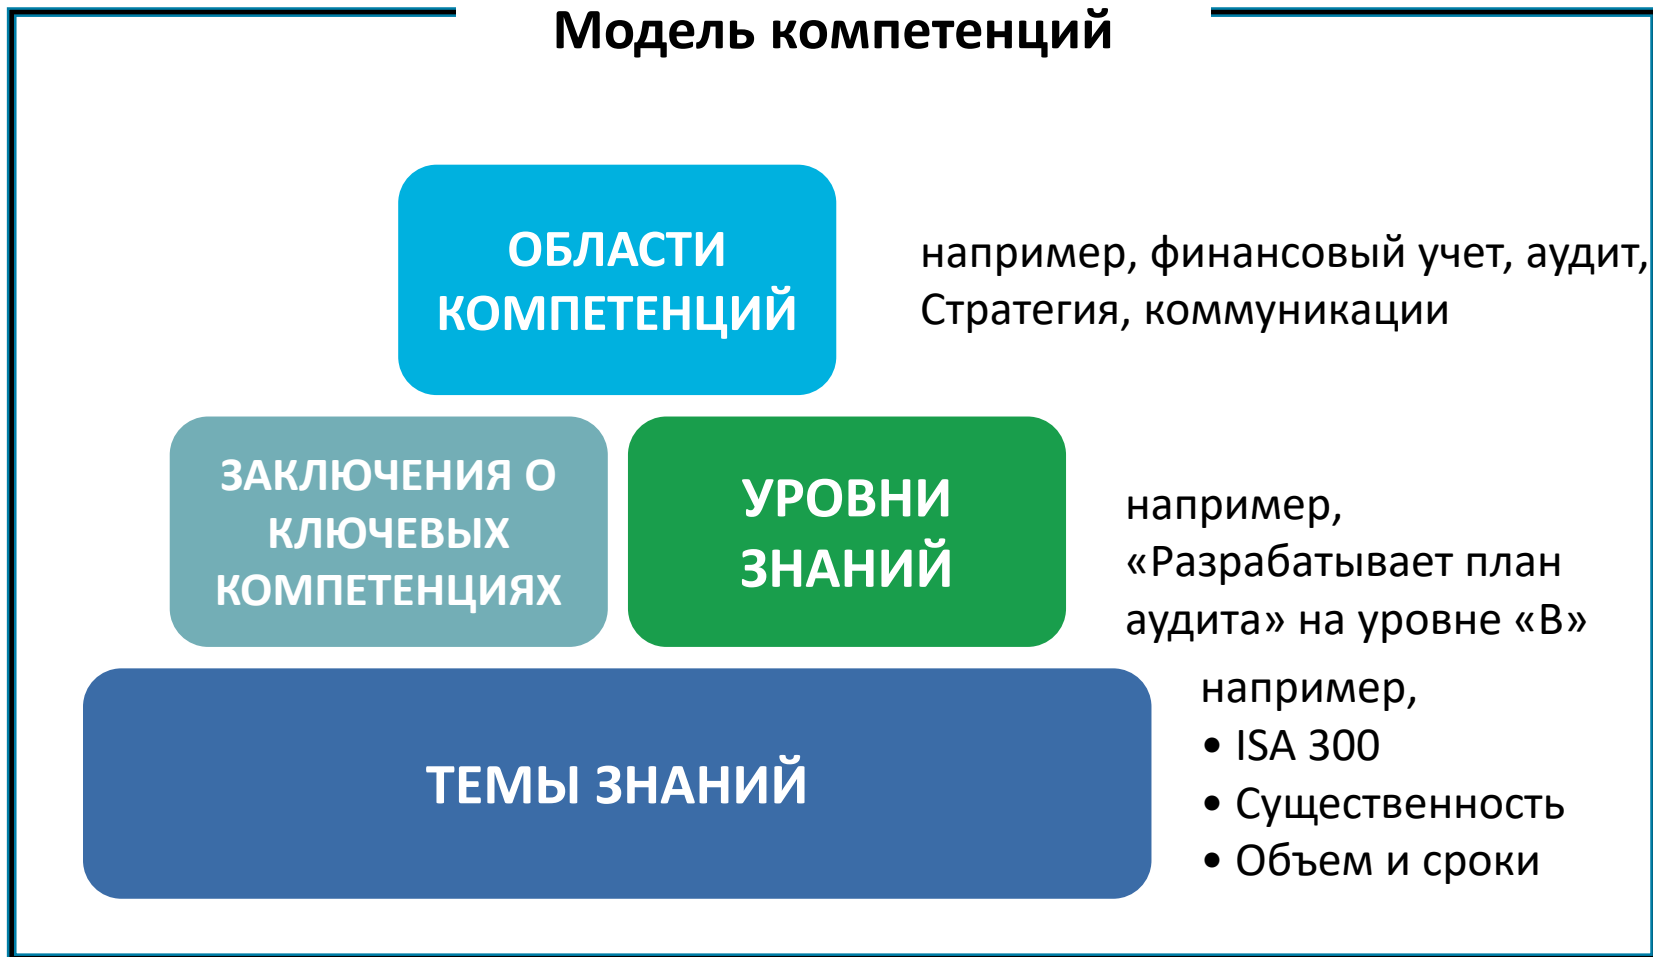 Модель компетенций
ОБЛАСТИ
КОМПЕТЕНЦИЙ
например, финансовый учет, аудит,
Стратегия, коммуникации
ЗАКЛЮЧЕНИЯ О
КЛЮЧЕВЫХ
КОМПЕТЕНЦИЯХ
УРОВНИ
ЗНАНИЙ
например,
«Разрабатывает план
аудита» на уровне «В»
ТЕМЫ ЗНАНИЙ
например,
• ISA 300
• Существенность
• Объем и сроки